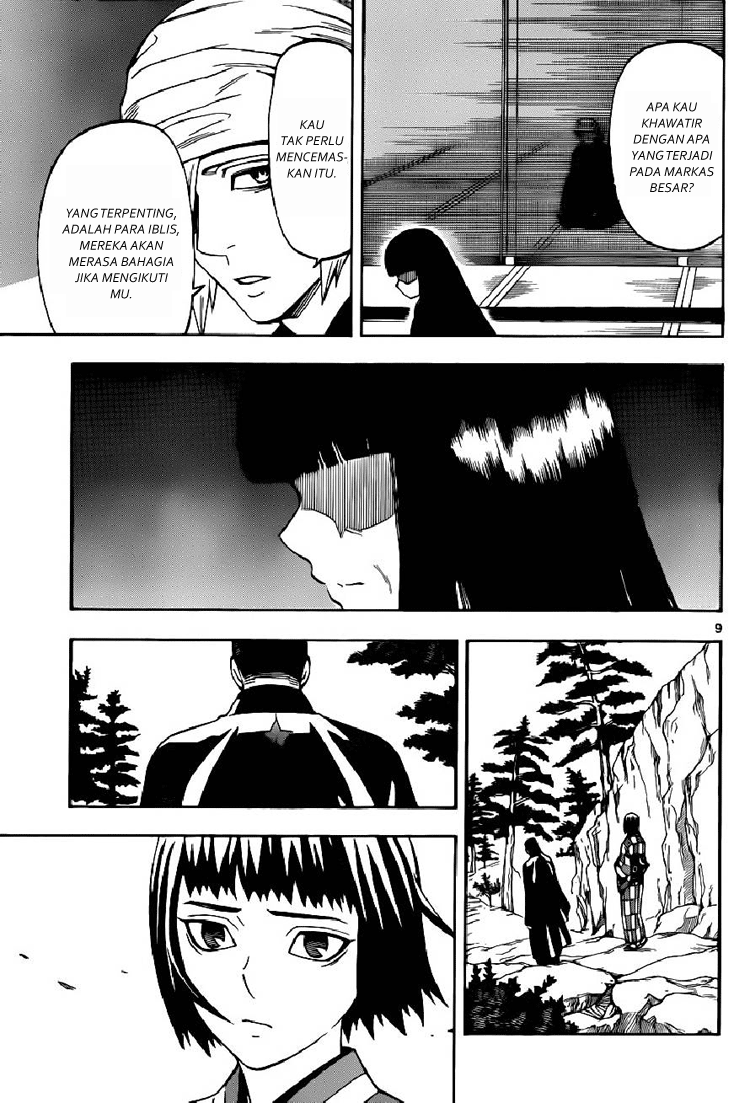 APA KAU
KHAWATIR
DENGAN APA
YANG TERJADI
PADA MARKAS
BESAR?
KAU
TAK PERLU
MENCEMAS-
KAN ITU.
YANG TERPENTING,
ADALAH PARA IBLIS,
MEREKA AKAN
MERASA BAHAGIA
JIKA MENGIKUTI
MU.
9